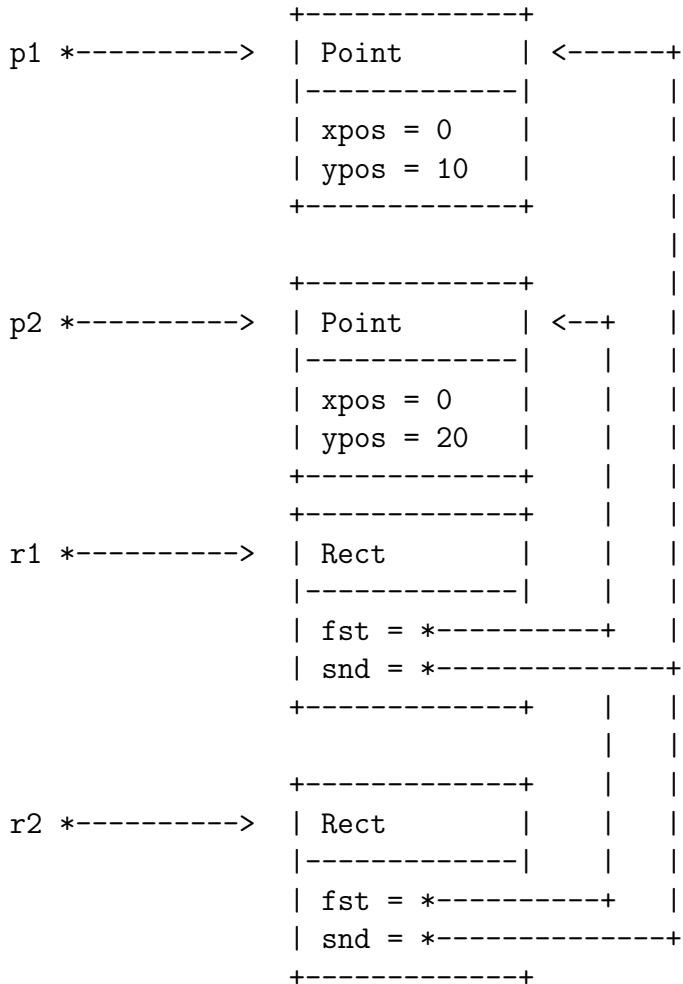 +-------------+
p1 *---------->  | Point       | <------+
                 |-------------|        |
                 | xpos = 0    |        |
                 | ypos = 10   |        |
                 +-------------+        |
                                        |
                 +-------------+        |
p2 *---------->  | Point       | <--+   |
                 |-------------|    |   |
                 | xpos = 0    |    |   |
                 | ypos = 20   |    |   |
                 +-------------+    |   |
                 +-------------+    |   |
r1 *---------->  | Rect        |    |   |
                 |-------------|    |   |
                 | fst = *----------+   |
                 | snd = *--------------+
                 +-------------+    |   |
                                    |   |
                 +-------------+    |   |
r2 *---------->  | Rect        |    |   |
                 |-------------|    |   |
                 | fst = *----------+   |
                 | snd = *--------------+
                 +-------------+